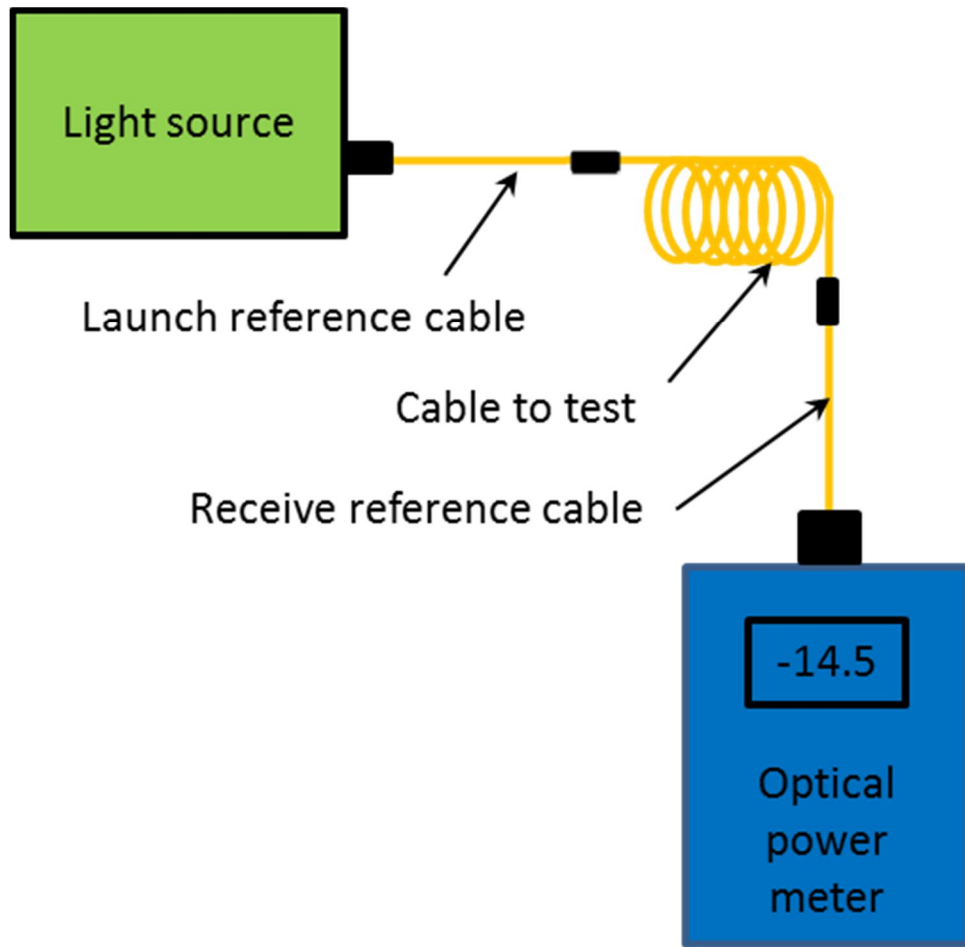 Light source
Launch reference cable
Cable to test
Receive reference cable
-14.5
Optical
power
meter